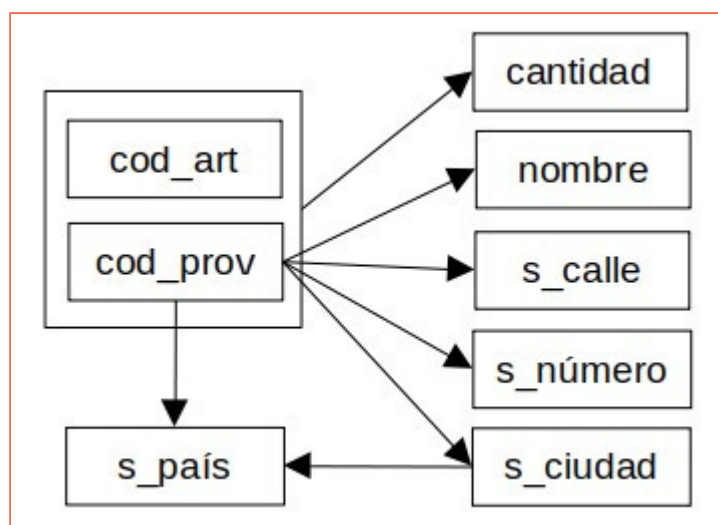 cantidad
cod_art
nombre
cod_prov
s_calle
s_número
s_país
s_ciudad